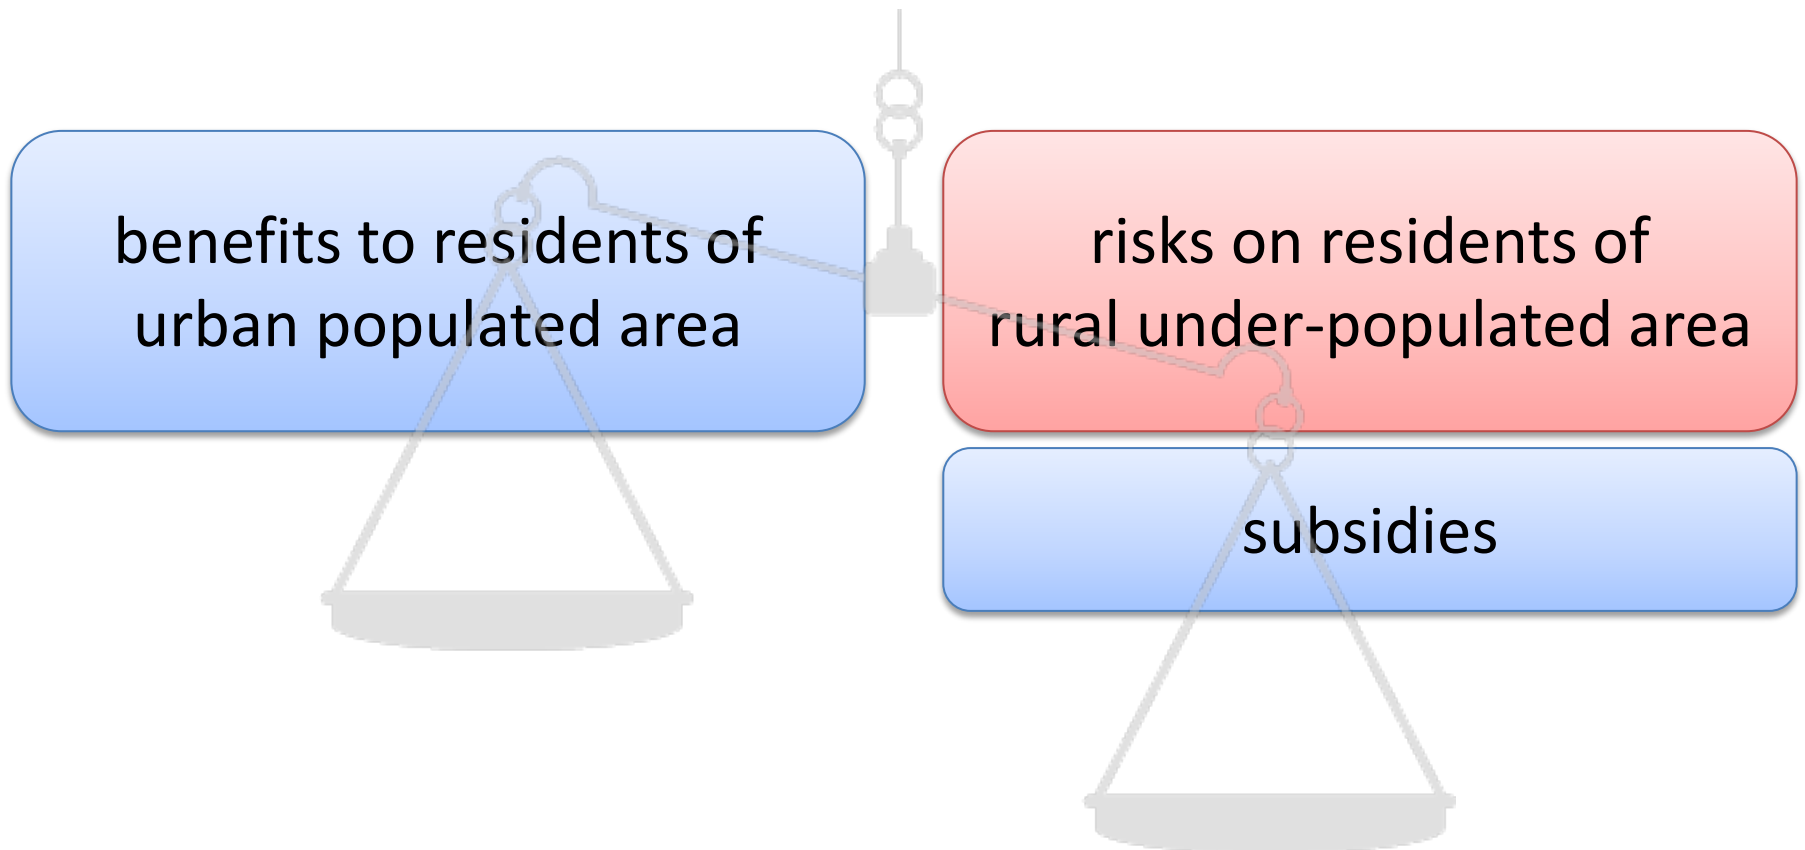 benefits to residents of
urban populated area
risks on residents of
rural under-populated area
subsidies